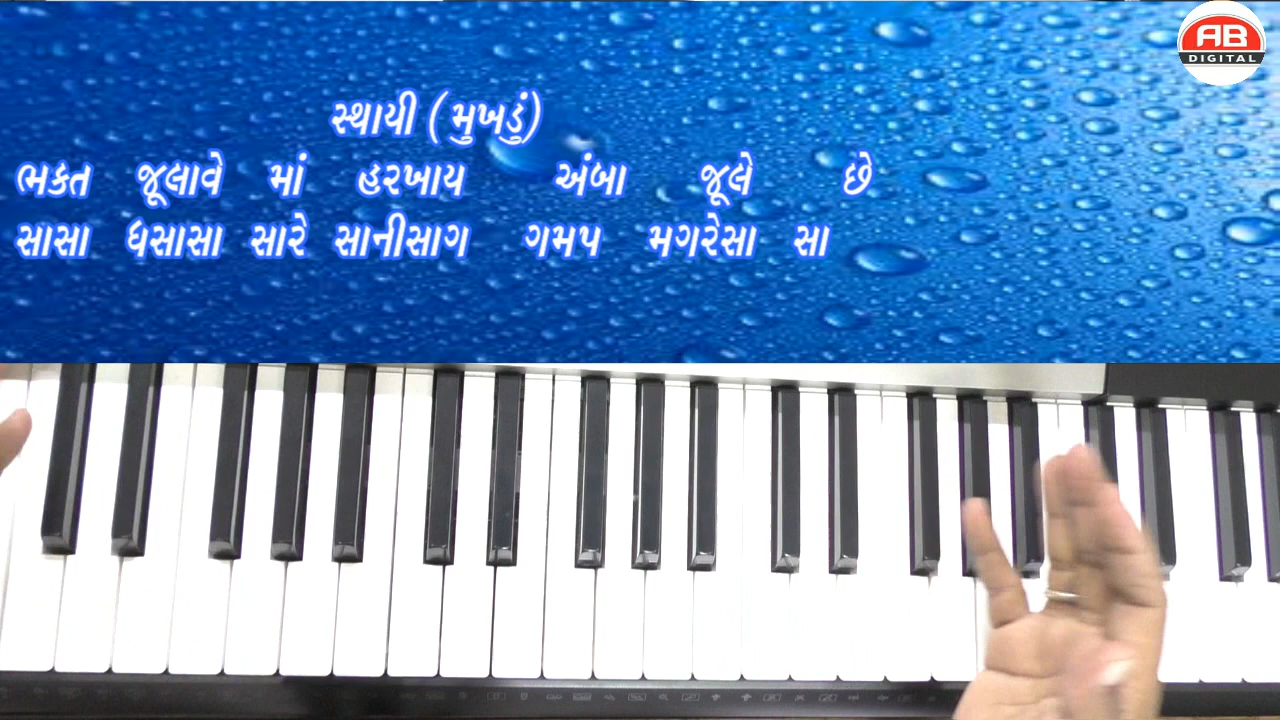 AB
DIGITAL
સ્થાયી (મુખડું)
ભકત જૂલાવે માં હરખાય અંબા જૂલે છે
સાસા ધસાસા સારે સાનીસાગ ગમપ મગરેસા સા